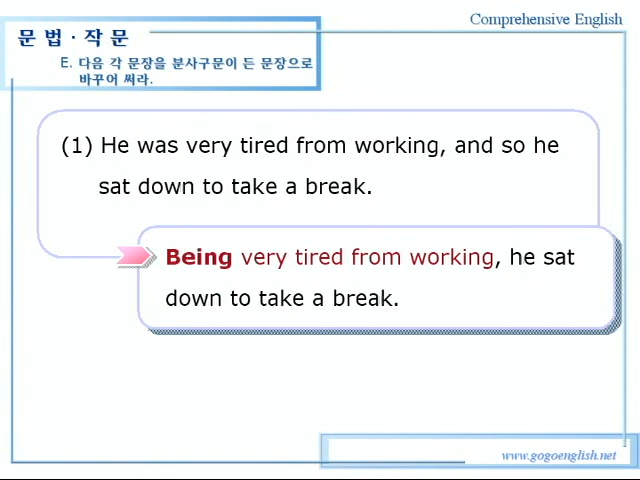 Comprehensive English
문 법 · 작 문
E. 다음 각 문장을 분사구문이 든 문장으로
바꾸어 써라.
(1) He was very tired from working, and so he
sat down to take a break.
Being very tired from working, he sat
down to take a break.
www.gogoenglish.net